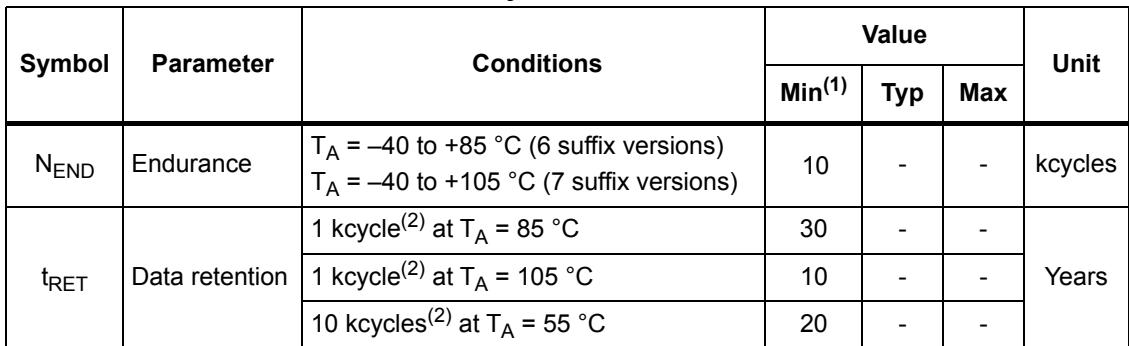 Symbol Parameter Conditions Value Unit
Min(1) Typ Max
NEND Endurance TA = –40 to +85 °C (6 suffix versions)
TA = –40 to +105 °C (7 suffix versions) 10 - - kcycles
tRET Data retention 1 kcycle(2) at TA = 85 °C 30 - - Years
1 kcycle(2) at TA = 105 °C 10 - -
10 kcycles(2) at TA = 55 °C 20 - -